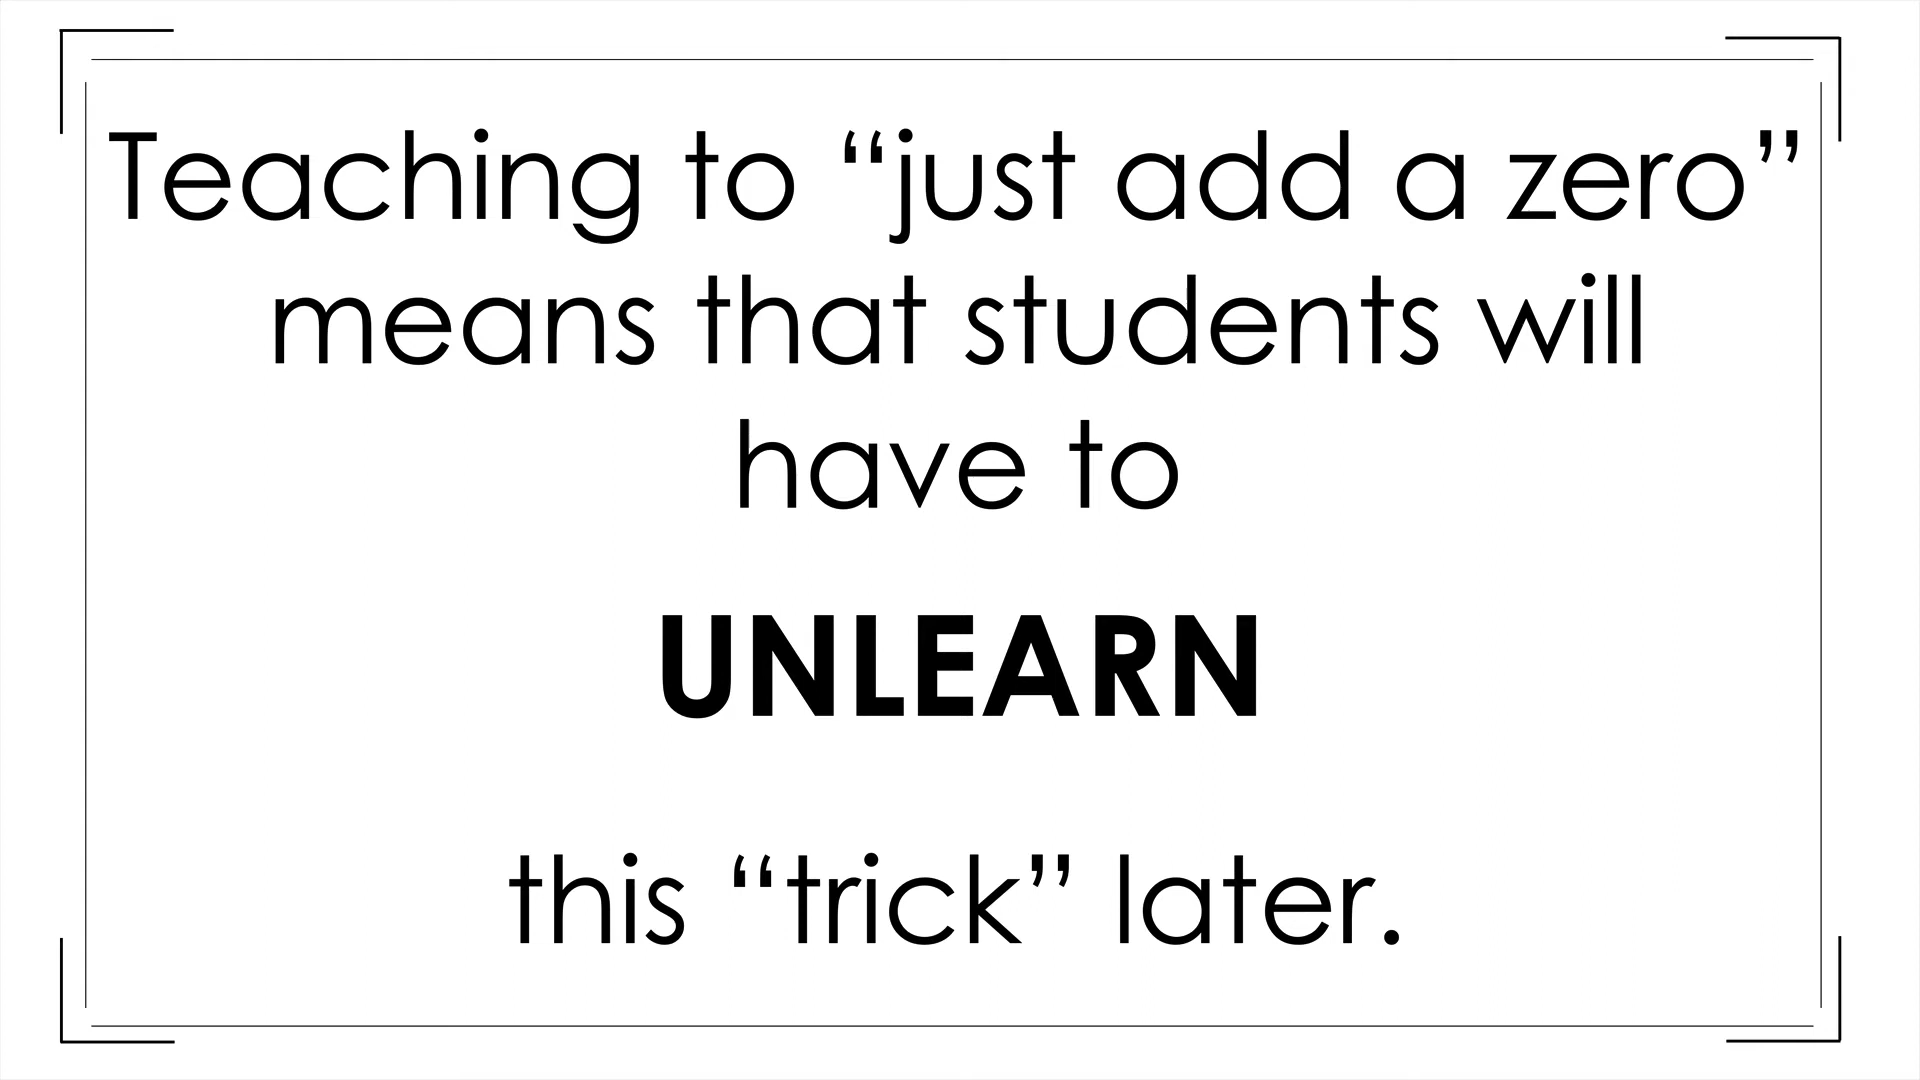 Teaching to “just add a zero”
means that students will
have to
UNLEARN
this “trick” later.